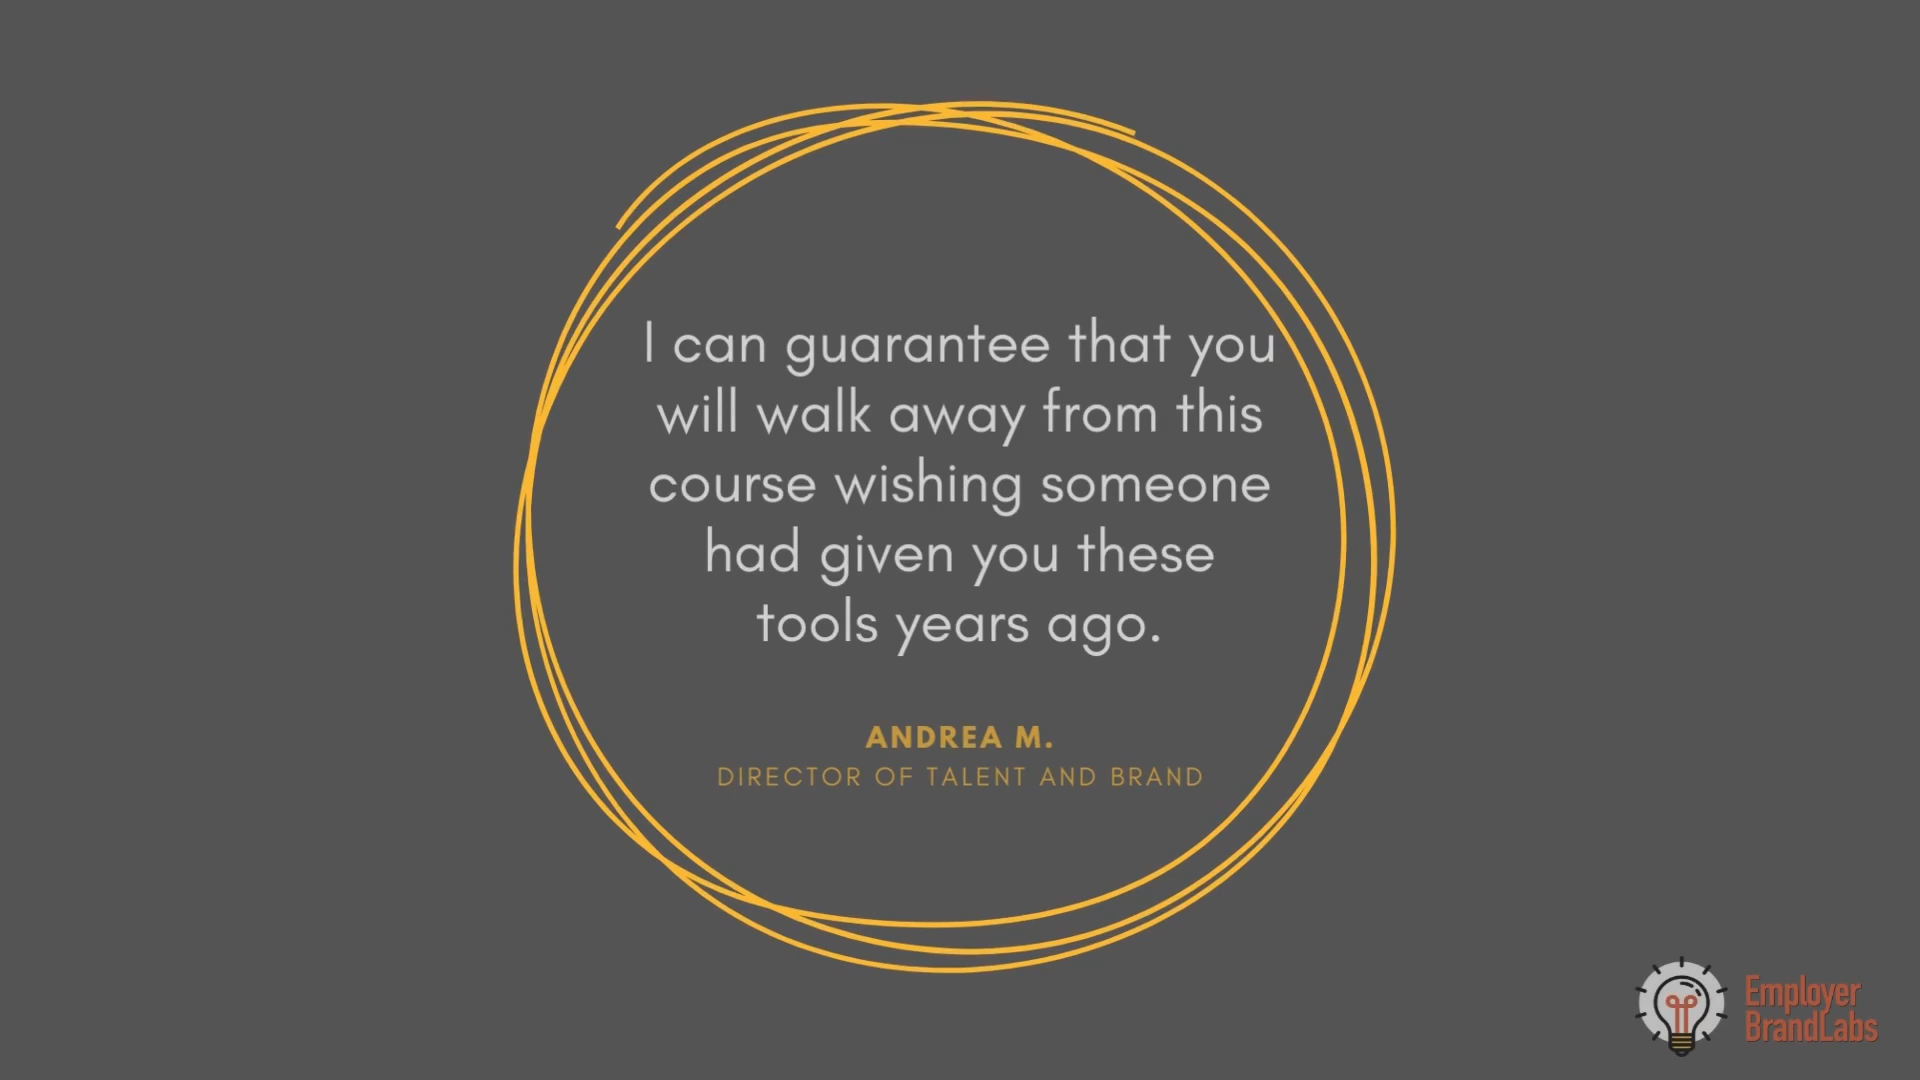 I can guarantee that you
will walk away from this
course wishing someone
had given you these
tools years ago.
ANDREA M.
DIRECTOR OF TALENT AND BRAND
Employer
BrandLabs